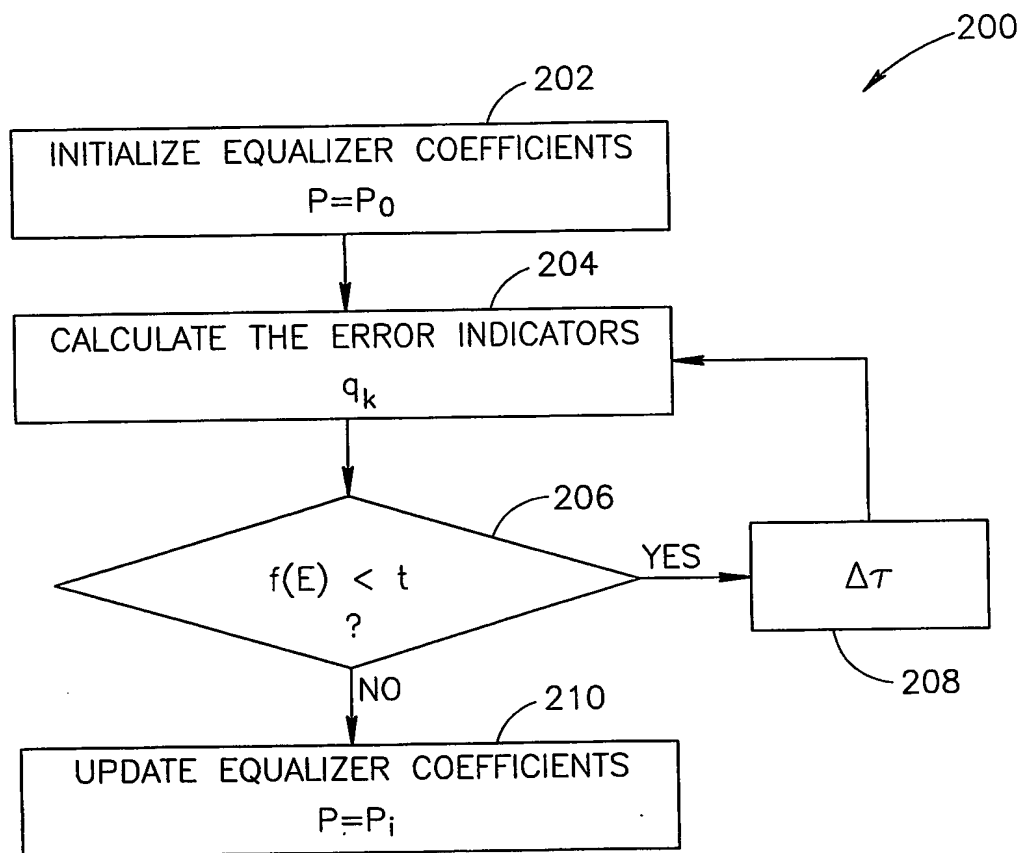 200
202
INITIALIZE EQUALIZER COEFFICIENTS
P=P0
204
CALCULATE THE ERROR INDICATORS
qk
206
f(E) < t
?
YES
Δτ
208
NO
210
UPDATE EQUALIZER COEFFICIENTS
P=Pi